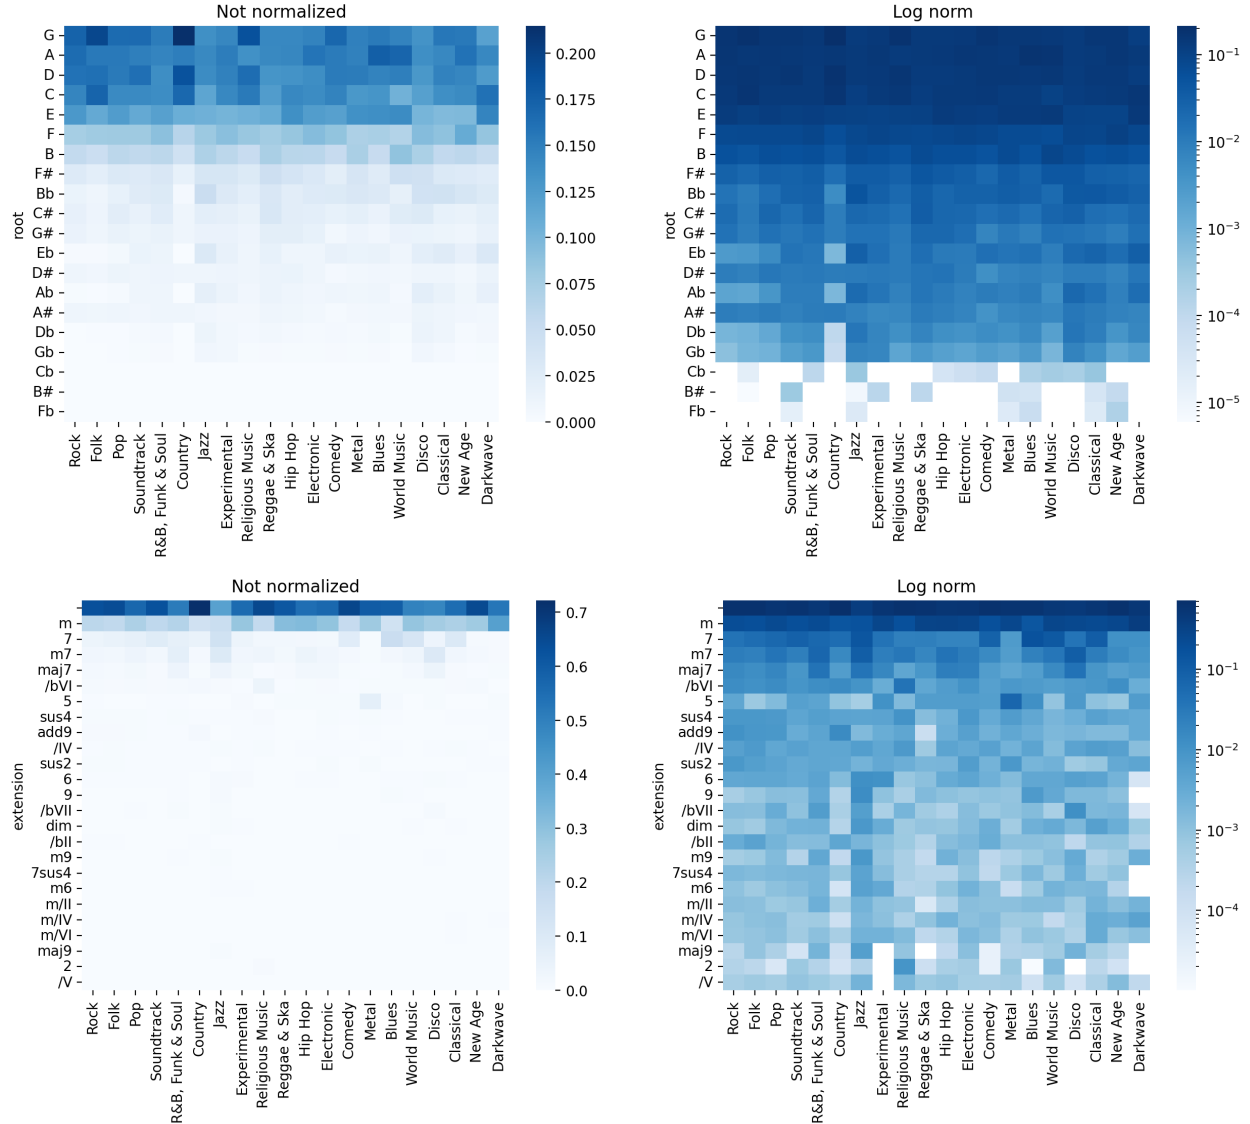 Not normalized
G
A
D
C
E
F
B
F#
Bb
C#
G#
Eb
D#
Ab
A#
Db
Gb
Cb
B#
Fb
root
Rock
Folk
Pop
Soundtrack
R&B, Funk & Soul
Country
Jazz
Experimental
Religious Music
Reggae & Ska
Hip Hop
Electronic
Comedy
Metal
Blues
World Music
Disco
Classical
New Age
Darkwave
0.200
0.175
0.150
0.125
0.100
0.075
0.050
0.025
0.000
Log norm
G
A
D
C
E
F
B
F#
Bb
C#
G#
Eb
D#
Ab
A#
Db
Gb
Cb
B#
Fb
root
Rock
Folk
Pop
Soundtrack
R&B, Funk & Soul
Country
Jazz
Experimental
Religious Music
Reggae & Ska
Hip Hop
Electronic
Comedy
Metal
Blues
World Music
Disco
Classical
New Age
Darkwave
10⁻¹
10⁻²
10⁻³
10⁻⁴
10⁻⁵
Not normalized
m
7
m7
maj7
/bVI
5
sus4
add9
/IV
sus2
6
9
/bVII
dim
/bII
m9
7sus4
m6
m/II
m/IV
m/VI
maj9
2
/V
extension
Rock
Folk
Pop
Soundtrack
R&B, Funk & Soul
Country
Jazz
Experimental
Religious Music
Reggae & Ska
Hip Hop
Electronic
Comedy
Metal
Blues
World Music
Disco
Classical
New Age
Darkwave
0.7
0.6
0.5
0.4
0.3
0.2
0.1
0.0
Log norm
m
7
m7
maj7
/bVI
5
sus4
add9
/IV
sus2
6
9
/bVII
dim
/bII
m9
7sus4
m6
m/II
m/IV
m/VI
maj9
2
/V
extension
Rock
Folk
Pop
Soundtrack
R&B, Funk & Soul
Country
Jazz
Experimental
Religious Music
Reggae & Ska
Hip Hop
Electronic
Comedy
Metal
Blues
World Music
Disco
Classical
New Age
Darkwave
10⁻¹
10⁻²
10⁻³
10⁻⁴